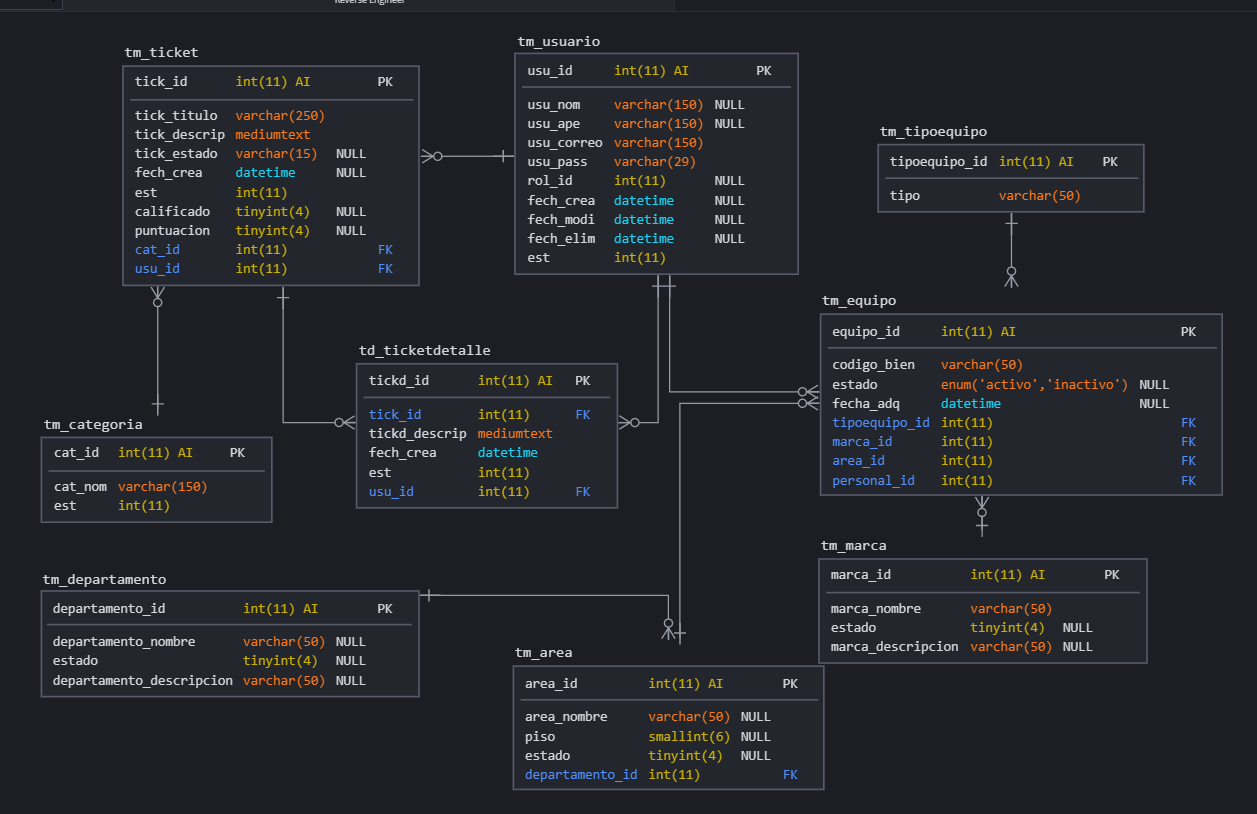 Reverse Engineer
tm_ticket
tick_id int(11) AI PK
tick_titulo varchar(250)
tick_descrip mediumtext
tick_estado varchar(15) NULL
fech_crea datetime NULL
est int(11)
calificado tinyint(4) NULL
puntuacion tinyint(4) NULL
cat_id int(11) FK
usu_id int(11) FK
tm_usuario
usu_id int(11) AI PK
usu_nom varchar(150) NULL
usu_ape varchar(150) NULL
usu_correo varchar(150)
usu_pass varchar(29)
rol_id int(11) NULL
fech_crea datetime NULL
fech_modi datetime NULL
fech_elim datetime NULL
est int(11)
tm_tipoequipo
tipoequipo_id int(11) AI PK
tipo varchar(50)
tm_equipo
equipo_id int(11) AI PK
codigo_bien varchar(50)
estado enum('activo','inactivo') NULL
fecha_adq datetime NULL
tipoequipo_id int(11) FK
marca_id int(11) FK
area_id int(11) FK
personal_id int(11) FK
td_ticketdetalle
tickd_id int(11) AI PK
tick_id int(11) FK
tickd_descrip mediumtext
fech_crea datetime
est int(11)
usu_id int(11) FK
tm_categoria
cat_id int(11) AI PK
cat_nom varchar(150)
est int(11)
tm_marca
marca_id int(11) AI PK
marca_nombre varchar(50)
estado tinyint(4) NULL
marca_descripcion varchar(50) NULL
tm_departamento
departamento_id int(11) AI PK
departamento_nombre varchar(50) NULL
estado tinyint(4) NULL
departamento_descripcion varchar(50) NULL
tm_area
area_id int(11) AI PK
area_nombre varchar(50) NULL
piso smallint(6) NULL
estado tinyint(4) NULL
departamento_id int(11) FK